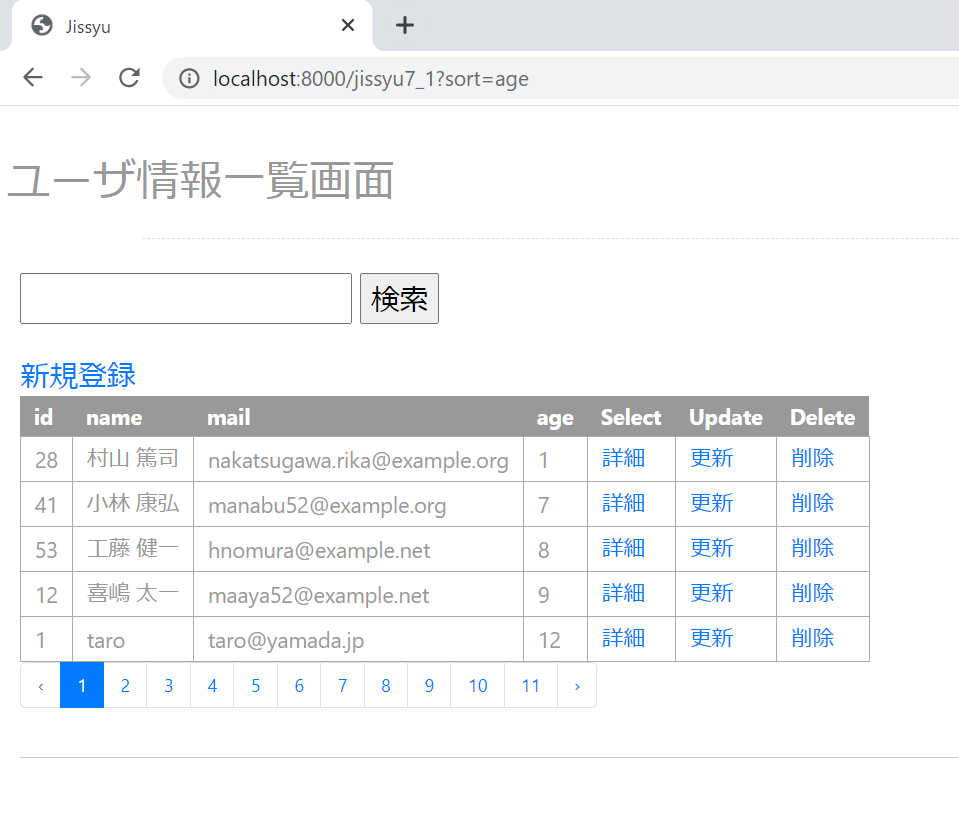 Jissyu
localhost:8000/jissyu7_1?sort=age
ユーザ情報一覧画面
検索
新規登録
id name mail age Select Update Delete
28 村山 篤司 nakatsugawa.rika@example.org 1 詳細 更新 削除
41 小林 康弘 manabu52@example.org 7 詳細 更新 削除
53 工藤 健一 hnomura@example.net 8 詳細 更新 削除
12 喜嶋 太一 maaya52@example.net 9 詳細 更新 削除
1 taro taro@yamada.jp 12 詳細 更新 削除
‹ 1 2 3 4 5 6 7 8 9 10 11 ›